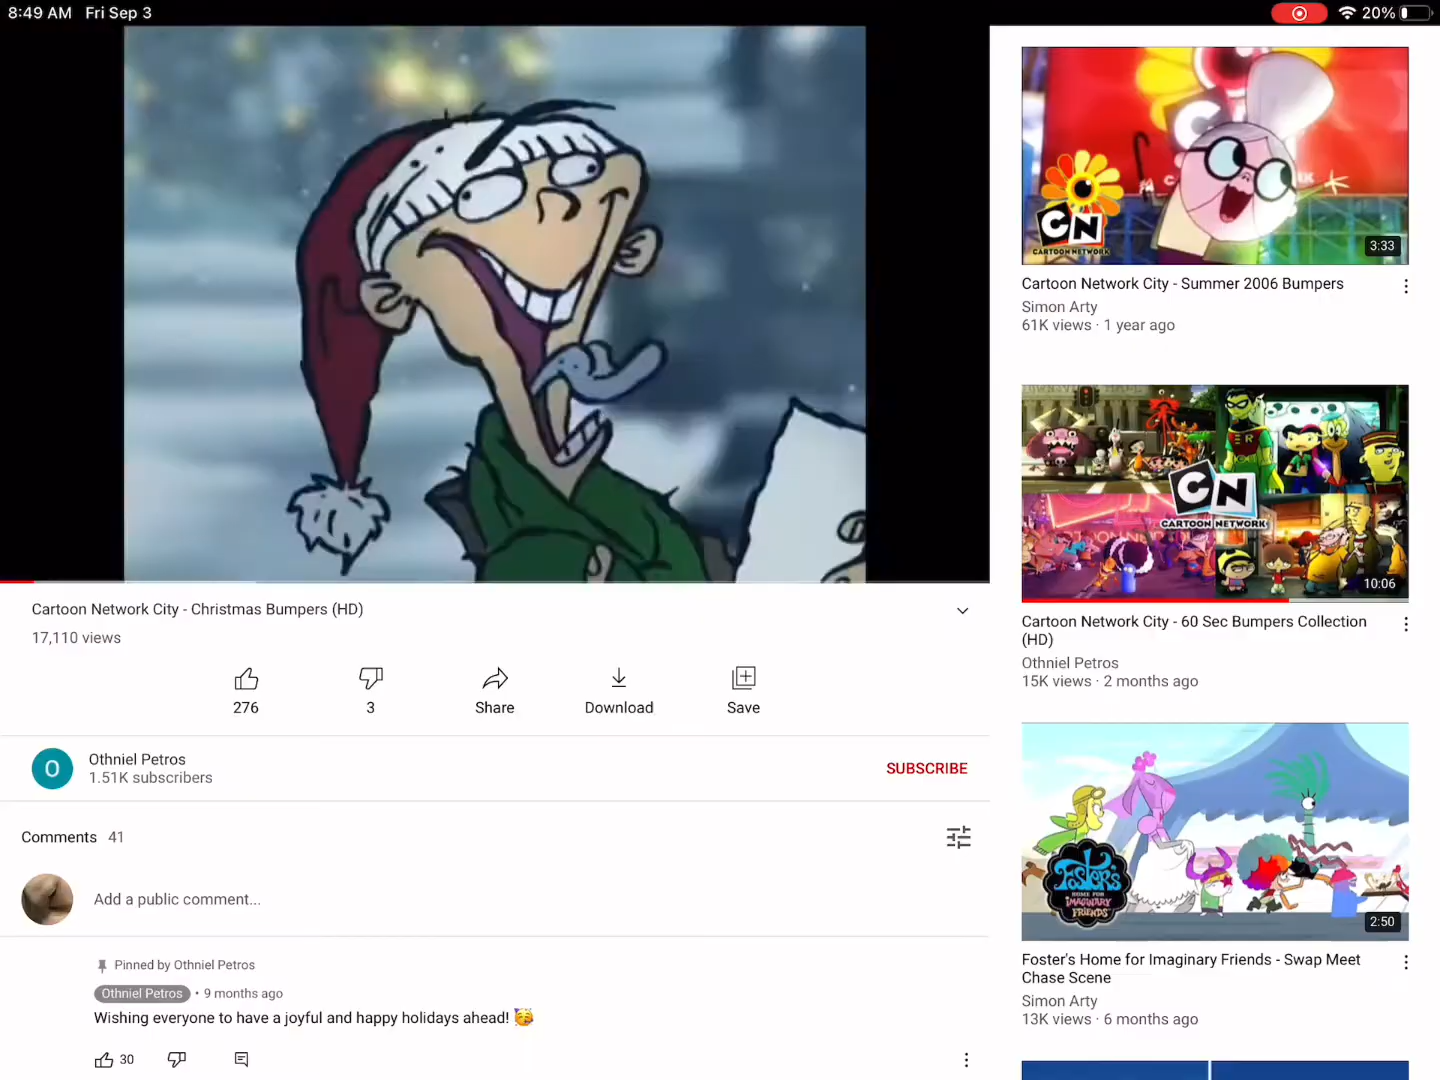 8:49 AM Fri Sep 3
20%
Cartoon Network City - Christmas Bumpers (HD)
17,110 views
276
3
Share
Download
Save
O
Othniel Petros
1.51K subscribers
SUBSCRIBE
Comments 41
Add a public comment...
Pinned by Othniel Petros
Othniel Petros • 9 months ago
Wishing everyone to have a joyful and happy holidays ahead! 🥳
30
CN
CARTOON NETWORK
3:33
Cartoon Network City - Summer 2006 Bumpers
Simon Arty
61K views · 1 year ago
CN
CARTOON NETWORK
10:06
Cartoon Network City - 60 Sec Bumpers Collection
(HD)
Othniel Petros
15K views · 2 months ago
Foster's
HOME FOR
IMAGINARY
FRIENDS
2:50
Foster's Home for Imaginary Friends - Swap Meet
Chase Scene
Simon Arty
13K views · 6 months ago